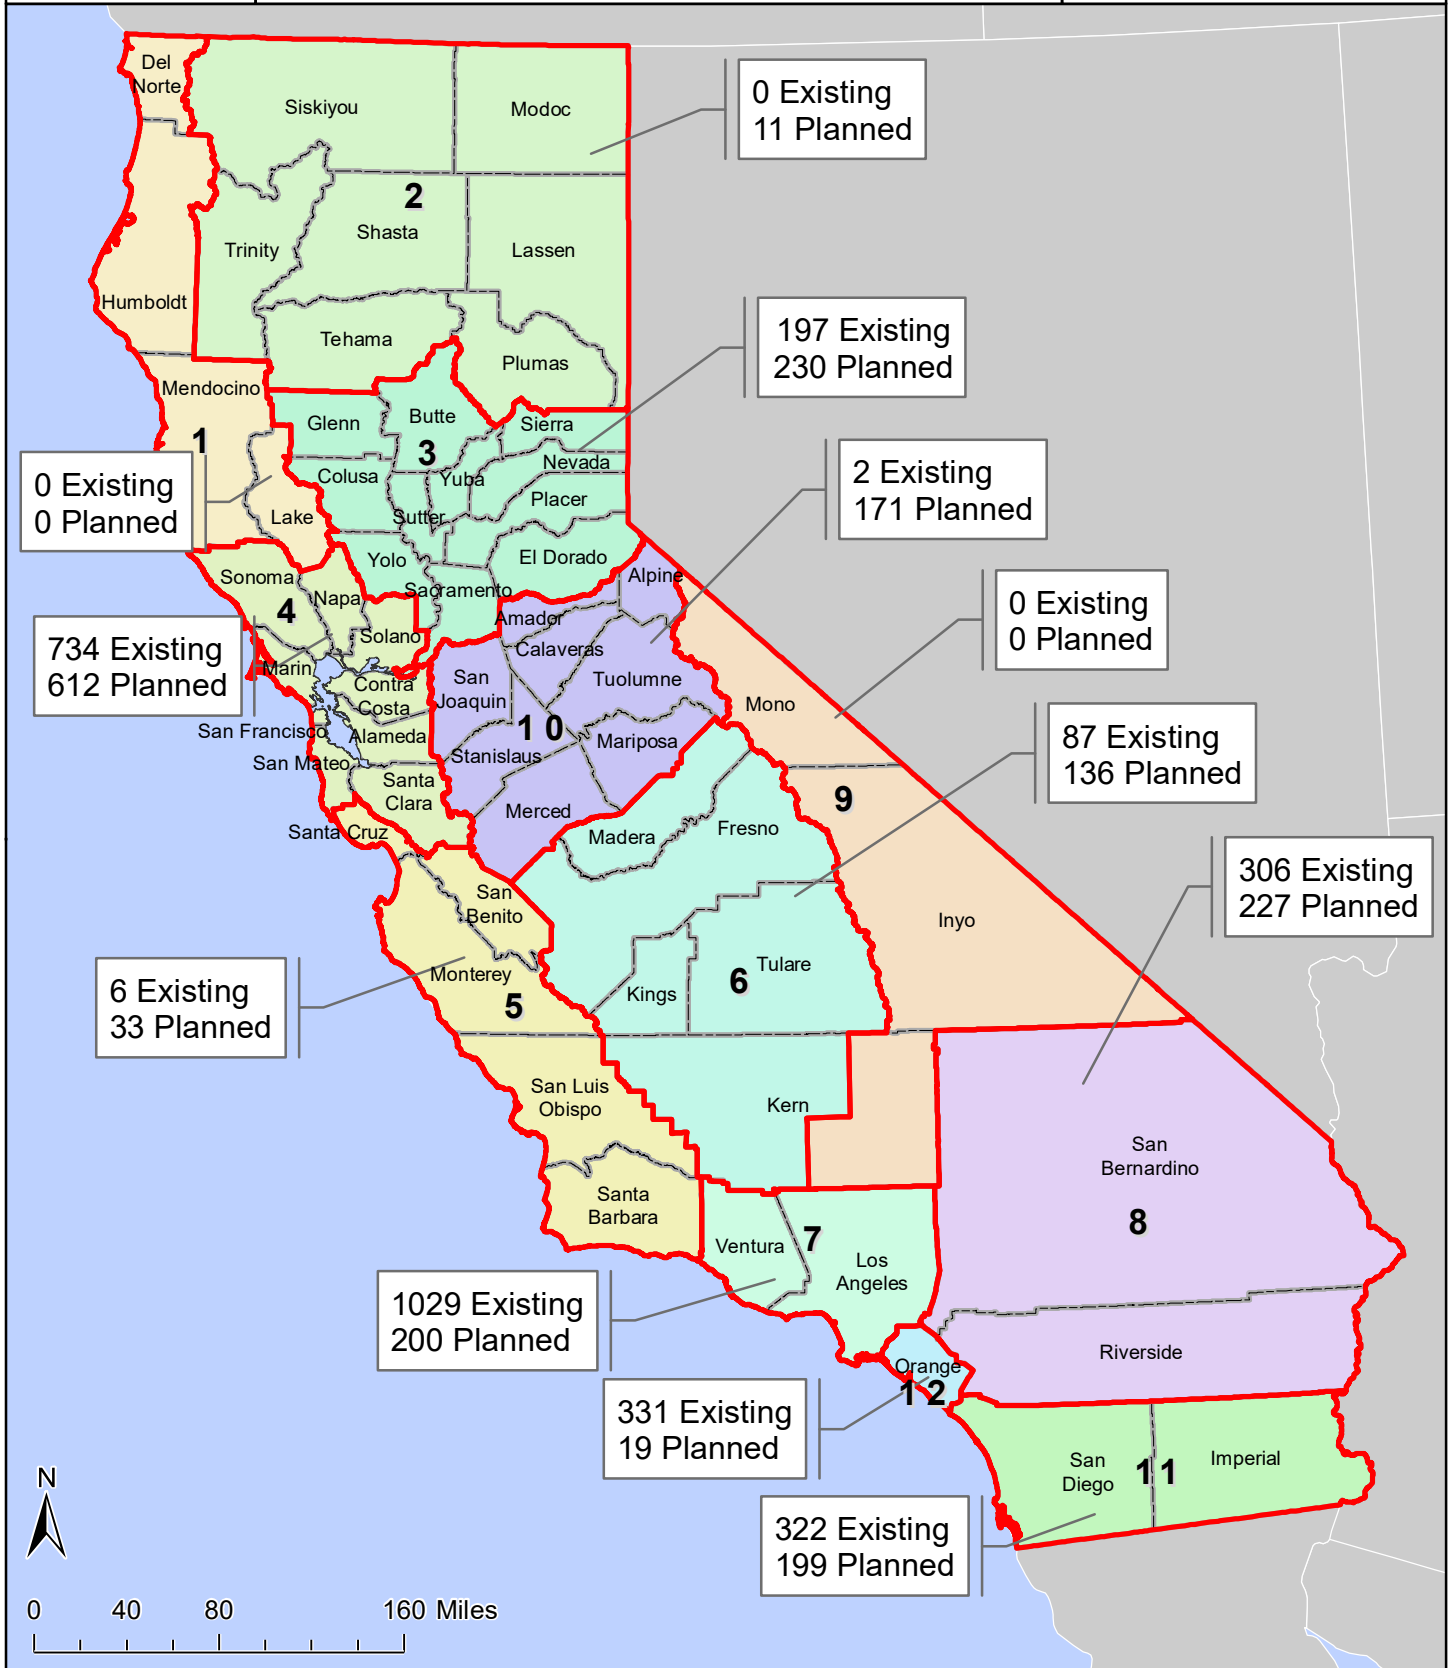 Del
Norte
Siskiyou
Modoc
0 Existing
11 Planned
2
Shasta
Trinity
Lassen
Humboldt
Tehama
Plumas
197 Existing
230 Planned
Mendocino
Glenn
Butte
Sierra
1
3
Nevada
Colusa
Yuba
Placer
0 Existing
0 Planned
Lake
Sutter
2 Existing
171 Planned
Yolo
El Dorado
Sonoma
Napa
Sacramento
Alpine
4
Amador
Solano
Calaveras
0 Existing
0 Planned
734 Existing
612 Planned
Marin
Contra
Costa
San
Joaquin
Tuolumne
Mono
San Francisco
Alameda
10
Mariposa
Stanislaus
87 Existing
136 Planned
San Mateo
Santa
Clara
Merced
9
Santa Cruz
Madera
Fresno
306 Existing
227 Planned
San
Benito
Inyo
6 Existing
33 Planned
Monterey
5
Kings
6
Tulare
San Luis
Obispo
Kern
San
Bernardino
8
Santa
Barbara
Ventura
7
Los
Angeles
1029 Existing
200 Planned
Riverside
Orange
12
331 Existing
19 Planned
San
Diego
11
Imperial
322 Existing
199 Planned
N
0 40 80 160 Miles